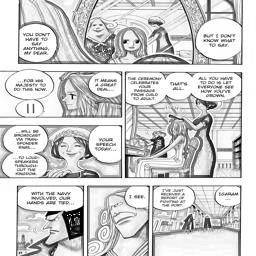 YOU DON'T
HAVE TO
SAY
ANYTHING,
MY DEAR.
BUT I DON'T
KNOW WHAT
TO SAY.
...FOR HIS
MAJESTY TO
DO THIS NOW.
IT MEANS
A GREAT
DEAL...
THE CEREMONY
CELEBRATES
YOUR
PASSAGE
FROM CHILD
TO ADULT.
THAT'S
ALL.
ALL YOU HAVE
TO DO IS LET
EVERYONE SEE
HOW YOU'VE
GROWN.
...WILL BE
BROADCAST
VIA TRANS-
PONDER
SNAIL...
...TO LOUD-
SPEAKERS
THROUGH-
OUT THE
KINGDOM.
YOUR
SPEECH
TODAY...
WITH THE NAVY
INVOLVED, OUR
HANDS ARE TIED...
I SEE.
I'VE JUST
RECEIVED A
REPORT OF
FIGHTING AT
THE PORT.
IGARAM
...